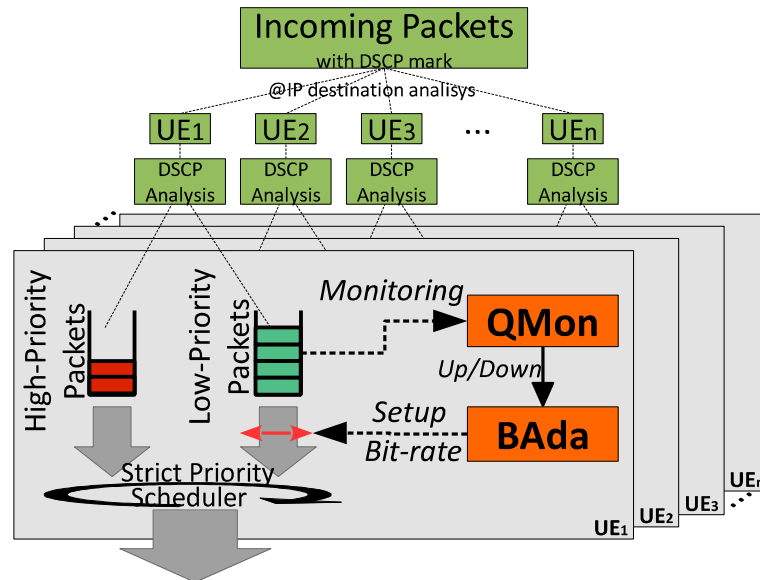 Incoming Packets
with DSCP mark
@IP destination analisys
UE1 UE2 UE3 ... UEn
DSCP Analysis
DSCP Analysis
DSCP Analysis
DSCP Analysis
High-Priority
Packets
Low-Priority
Packets
Monitoring
QMon
Up/Down
Setup
Bit-rate
BAda
Strict Priority
Scheduler
UE1
UE2
UE3
UEn